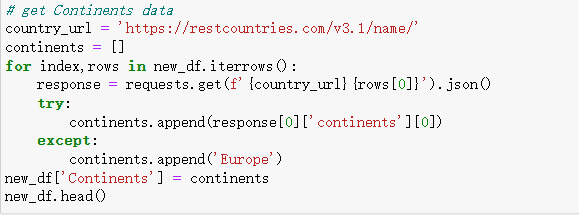 # get Continents data
country_url = 'https://restcountries.com/v3.1/name/'
continents = []
for index,rows in new_df.iterrows():
    response = requests.get(f'{country_url}{rows[0]}').json()
    try:
        continents.append(response[0]['continents'][0])
    except:
        continents.append('Europe')
new_df['Continents'] = continents
new_df.head()